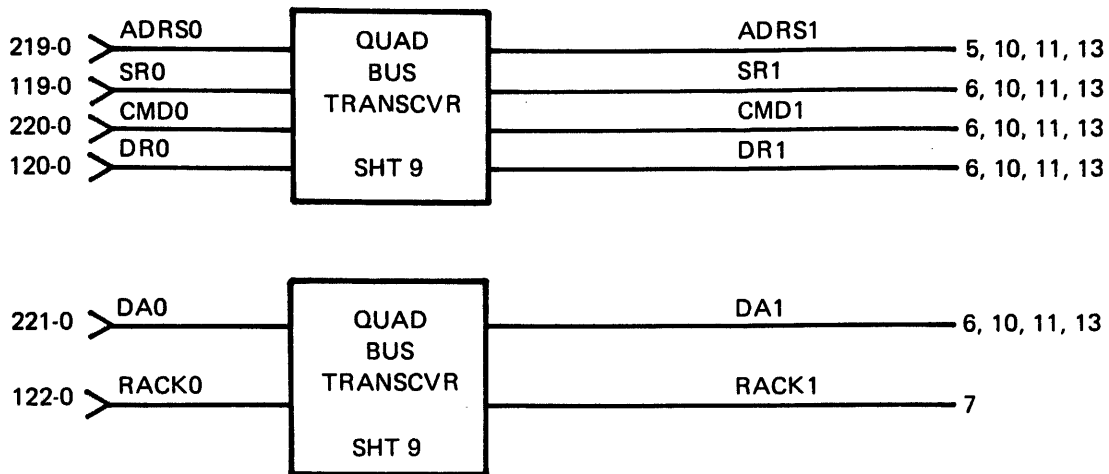 219-0 ADRS0 QUAD ADRS1 5, 10, 11, 13
119-0 SR0 BUS SR1 6, 10, 11, 13
220-0 CMD0 TRANSCVR CMD1 6, 10, 11, 13
120-0 DR0 SHT 9 DR1 6, 10, 11, 13
221-0 DA0 QUAD DA1 6, 10, 11, 13
BUS
122-0 RACK0 TRANSCVR RACK1 7
SHT 9